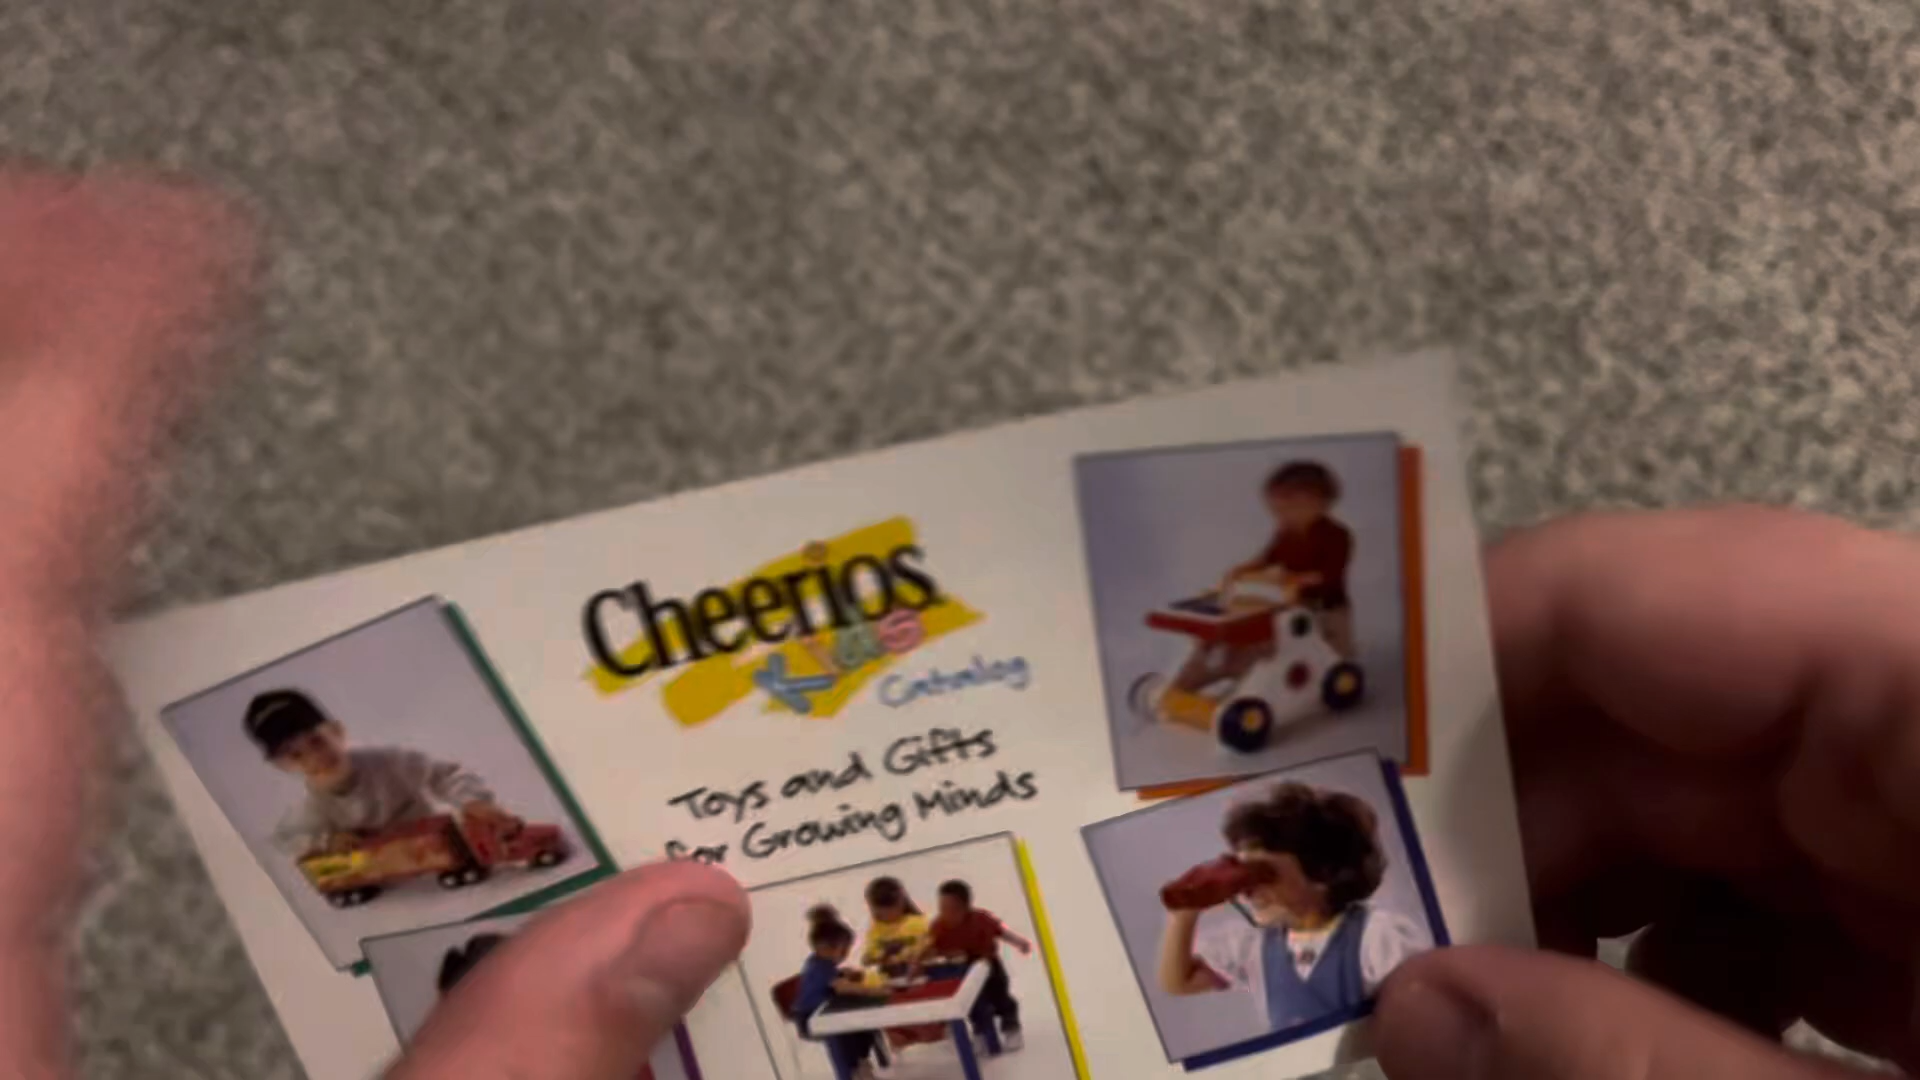 Cheerios
Kids
Catalog
Toys and Gifts
for Growing Minds